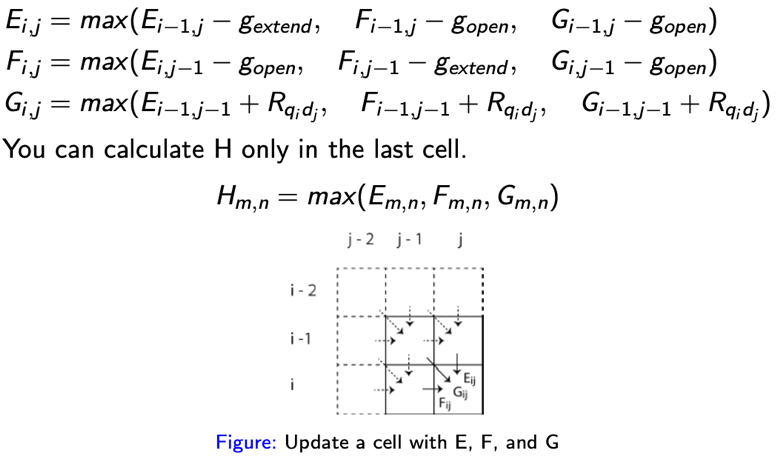 E_{i,j} = max(E_{i−1,j} − g_{extend}, F_{i−1,j} − g_{open}, G_{i−1,j} − g_{open})
F_{i,j} = max(E_{i,j−1} − g_{open}, F_{i,j−1} − g_{extend}, G_{i,j−1} − g_{open})
G_{i,j} = max(E_{i−1,j−1} + R_{q_i d_j}, F_{i−1,j−1} + R_{q_i d_j}, G_{i−1,j−1} + R_{q_i d_j})
You can calculate H only in the last cell.
H_{m,n} = max(E_{m,n}, F_{m,n}, G_{m,n})
j - 2 j - 1 j
i - 2
i -1
i
E_{ij}
G_{ij}
F_{ij}
Figure: Update a cell with E, F, and G